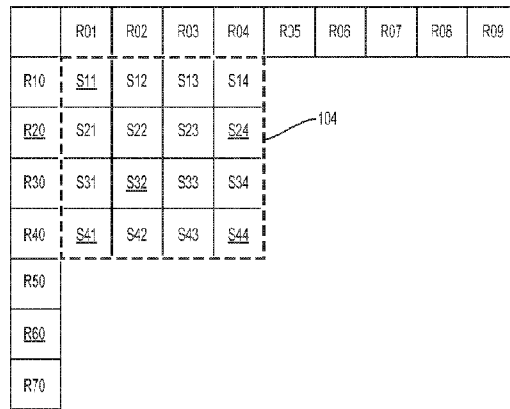 R01 R02 R03 R04 R05 R06 R07 R08 R09
R10 S11 S12 S13 S14
R20 S21 S22 S23 S24 104
R30 S31 S32 S33 S34
R40 S41 S42 S43 S44
R50
R60
R70